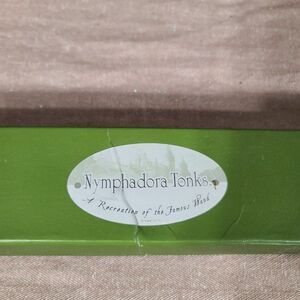 Nymphadora Tonks
A Recreation of the Famous Wand